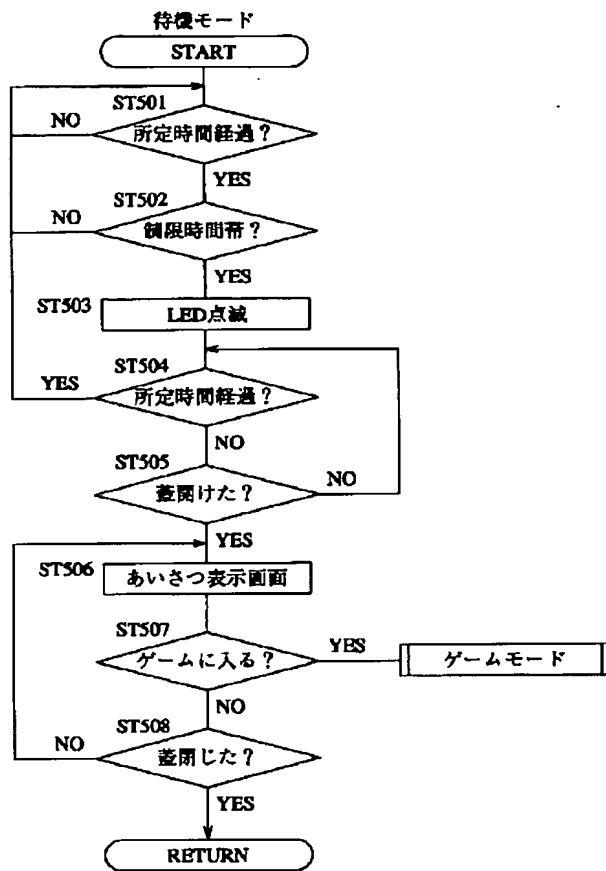 待機モード
START
ST501
NO
所定時間経過？
YES
ST502
NO
制限時間帯？
YES
ST503
LED点滅
ST504
YES
所定時間経過？
NO
ST505
NO
蓋開けた？
YES
ST506
あいさつ表示画面
ST507
YES
ゲームに入る？
ゲームモード
NO
ST508
NO
蓋閉じた？
YES
RETURN